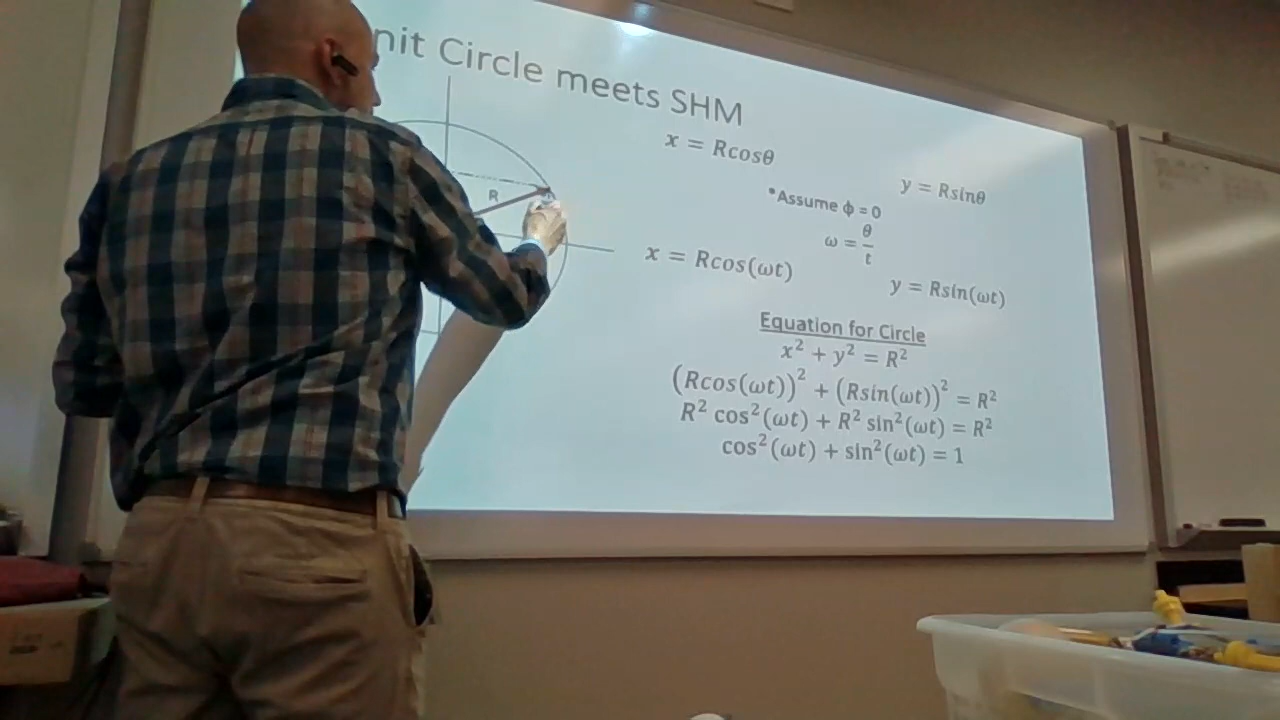 nit Circle meets SHM
x = Rcosθ
y = Rsinθ
*Assume ϕ = 0
ω = θ/t
R
x = Rcos(ωt)
y = Rsin(ωt)
Equation for Circle
x² + y² = R²
(Rcos(ωt))² + (Rsin(ωt))² = R²
R² cos²(ωt) + R² sin²(ωt) = R²
cos²(ωt) + sin²(ωt) = 1